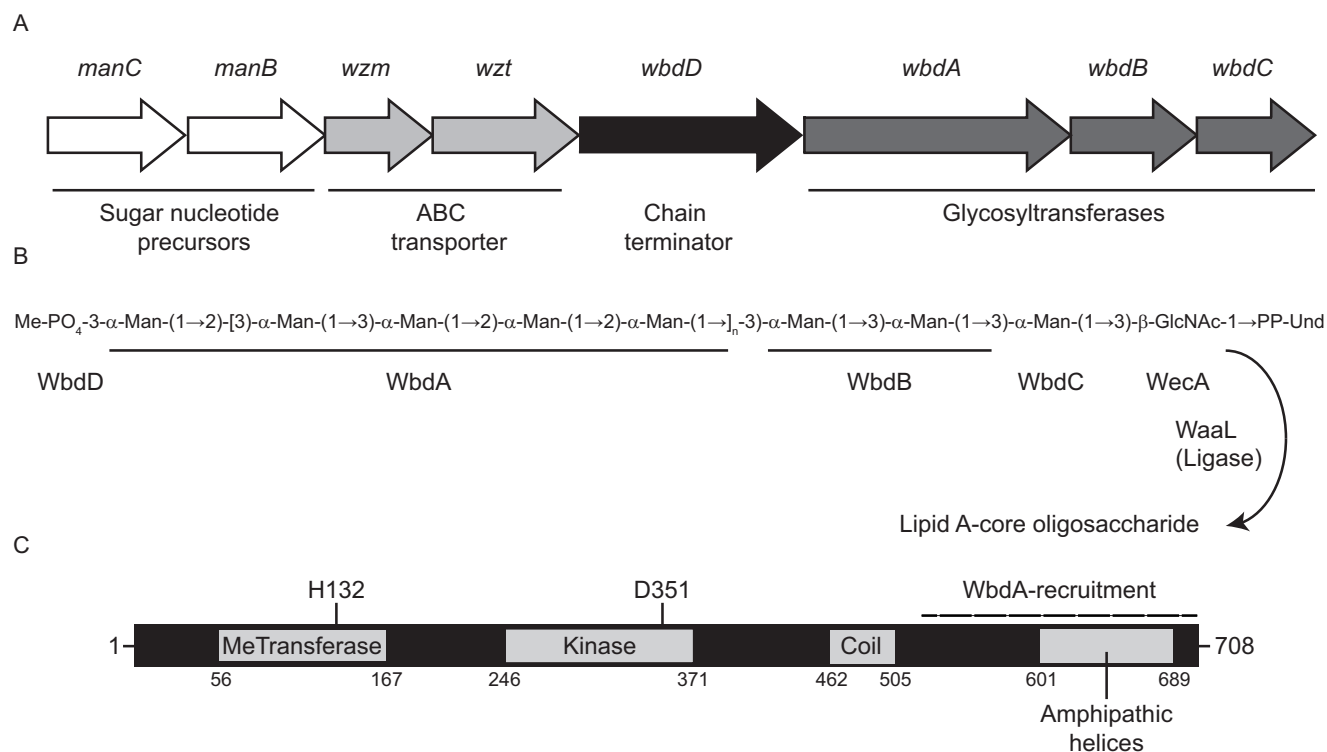 A
manC manB wzm wzt wbdD wbdA wbdB wbdC
Sugar nucleotide precursors
ABC transporter
Chain terminator
Glycosyltransferases
B
Me-PO4-3-α-Man-(1→2)-[3)-α-Man-(1→3)-α-Man-(1→2)-α-Man-(1→2)-α-Man-(1→]n-3)-α-Man-(1→3)-α-Man-(1→3)-α-Man-(1→3)-β-GlcNAc-1→PP-Und
WbdD WbdA WbdB WbdC WecA
WaaL
(Ligase)
Lipid A-core oligosaccharide
C
H132 D351 WbdA-recruitment
1 MeTransferase Kinase Coil 708
56 167 246 371 462 505 601 689
Amphipathic
helices